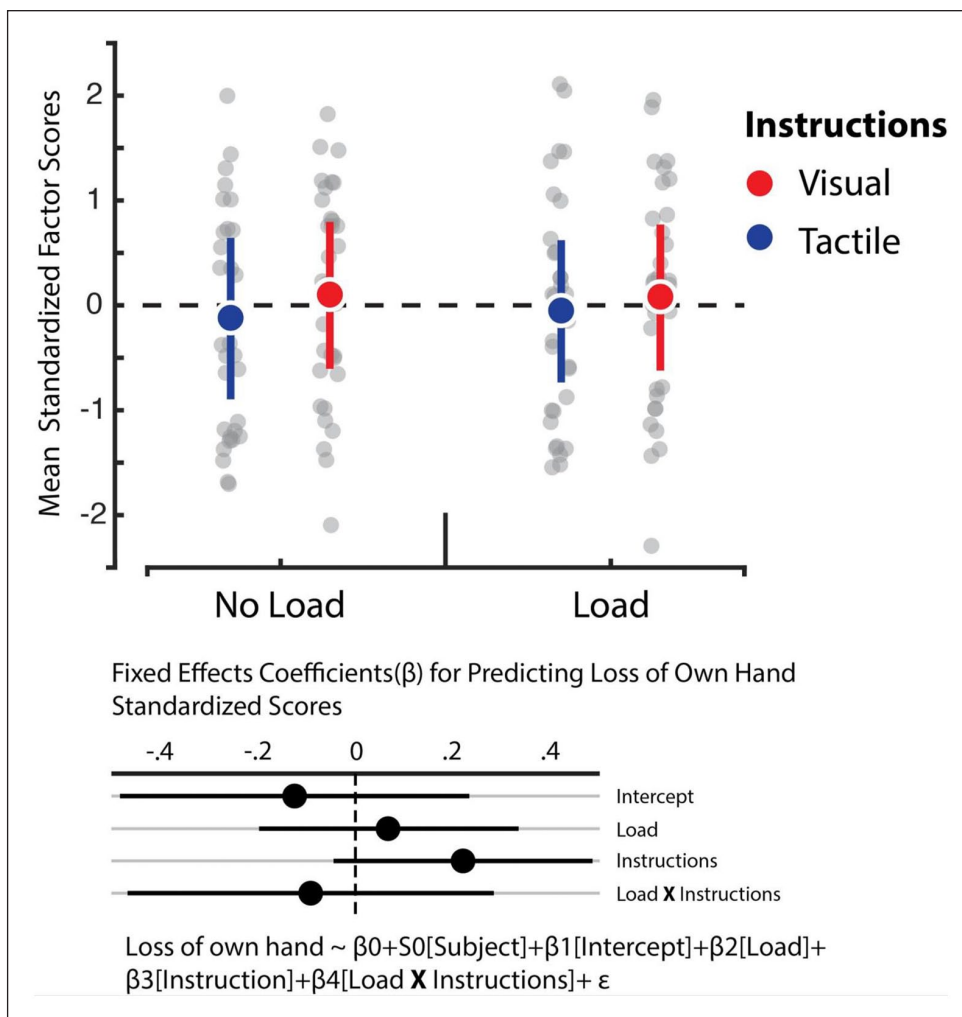 Mean Standardized Factor Scores
2
1
0
-1
-2
Instructions
Visual
Tactile
No Load
Load
Fixed Effects Coefficients(β) for Predicting Loss of Own Hand
Standardized Scores
-.4 -.2 0 .2 .4
Intercept
Load
Instructions
Load X Instructions
Loss of own hand ~ β0+S0[Subject]+β1[Intercept]+β2[Load]+
β3[Instruction]+β4[Load X Instructions]+ ε